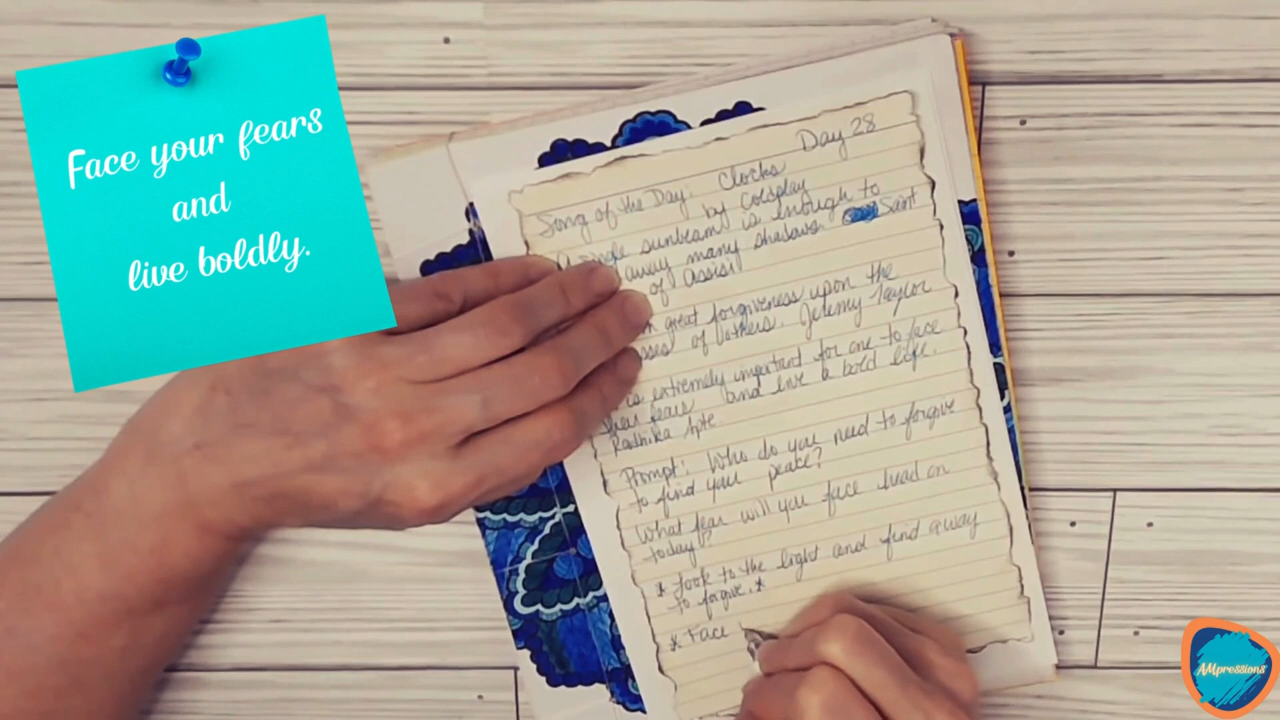 Face your fears
and
live boldly.
Day 28
Song of the Day: Clocks
by Coldplay
A single sunbeam is enough to
away many shadows. Saint
of Assisi
great forgiveness upon the
of others. Jeremy Taylor
is extremely important for one to face
their fears and live a bold life.
Radhika Apte.
Prompt: Who do you need to forgive
to find your peace?
What fear will you face head on
today?
* Look to the light and find a way
to forgive. *
* Face
AMpressions